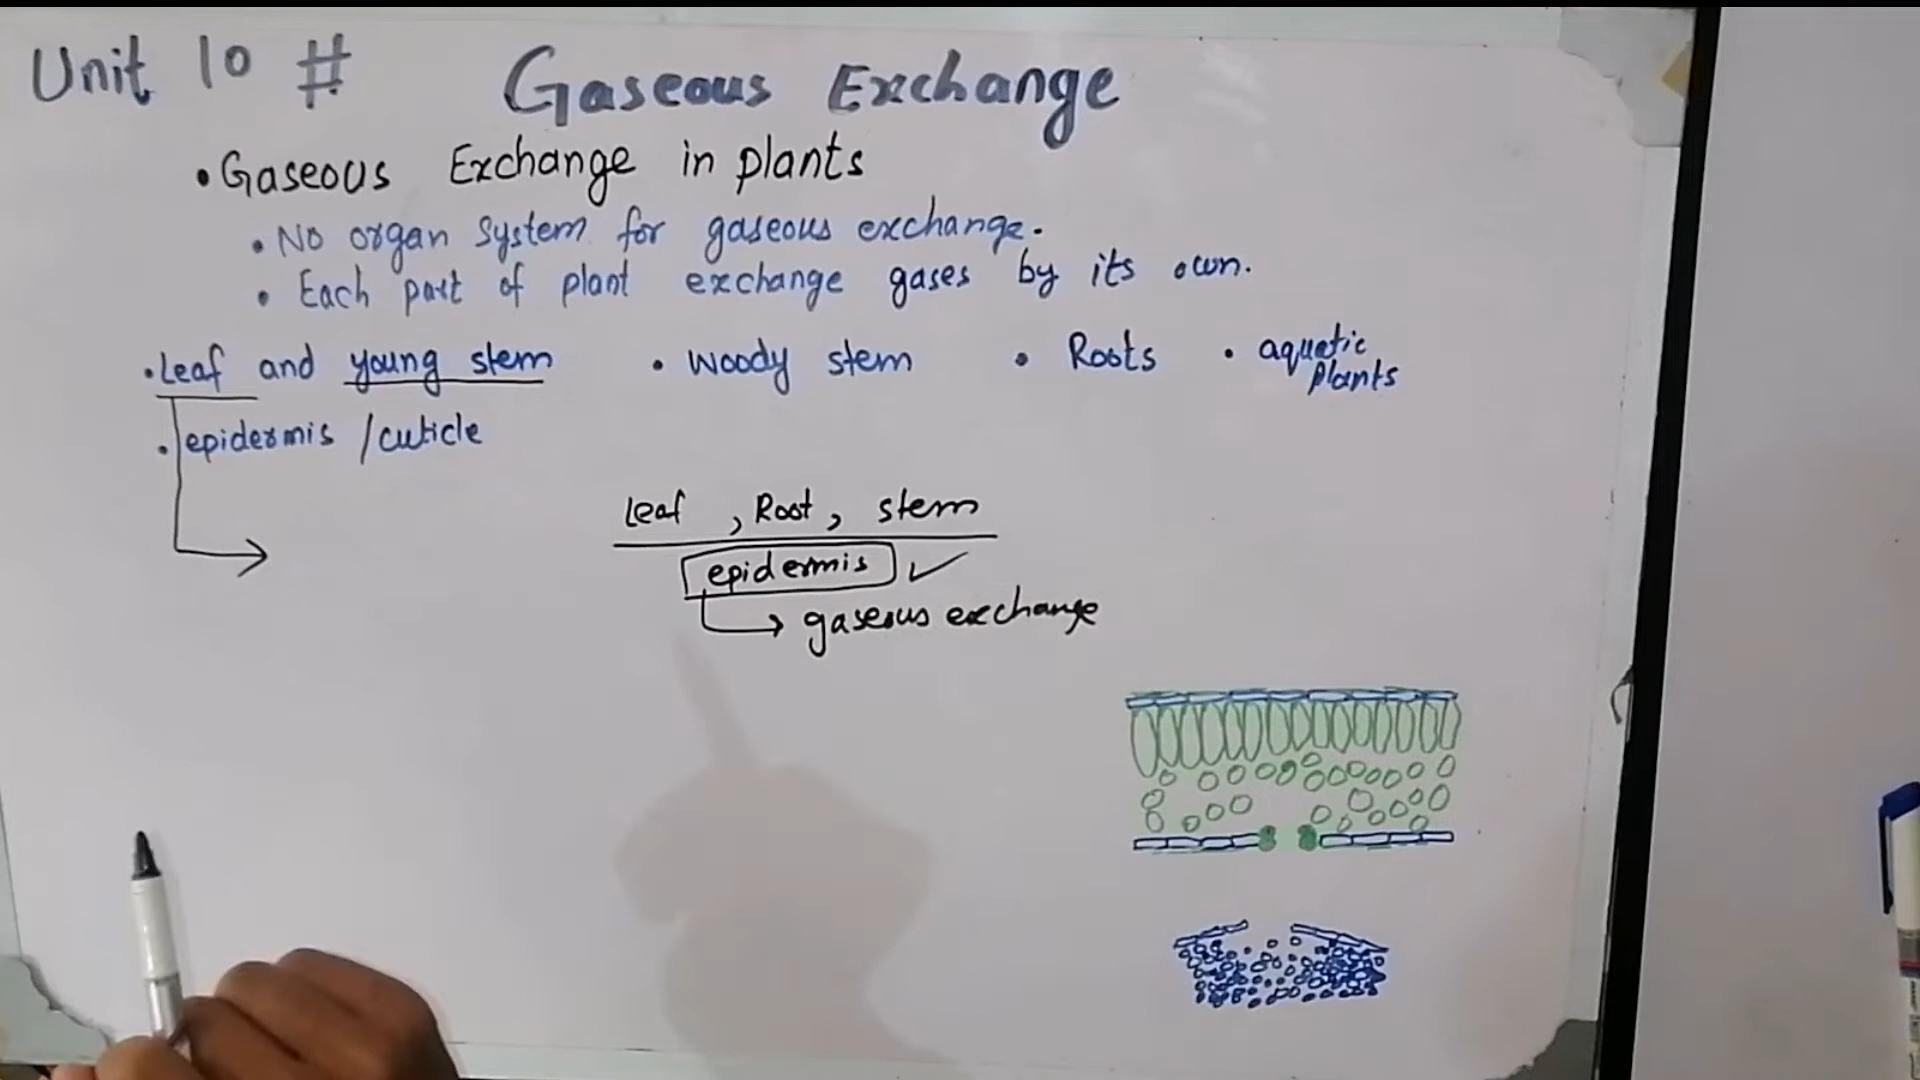 Unit 10 # Gaseous Exchange
• Gaseous Exchange in plants
• No organ system for gaseous exchange.
• Each part of plant exchange gases by its own.
• Leaf and young stem • Woody stem • Roots • aquatic plants
• epidermis / cuticle
Leaf , Root , stem
epidermis ✓
→ gaseous exchange